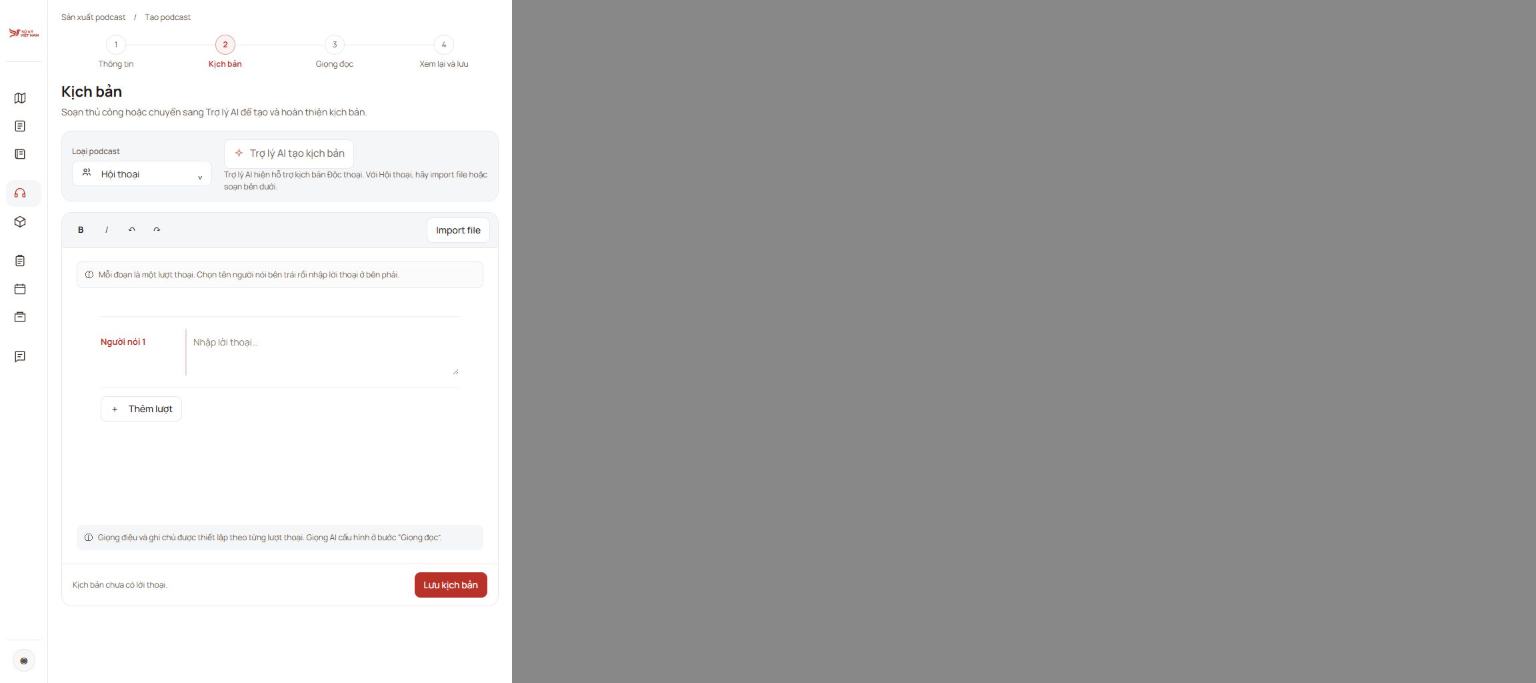 SỬ KÝ
VIỆT NAM
Sản xuất podcast / Tạo podcast
1 2 3 4
Thông tin Kịch bản Giọng đọc Xem lại và lưu
Kịch bản
Soạn thủ công hoặc chuyển sang Trợ lý AI để tạo và hoàn thiện kịch bản.
Loại podcast
Hội thoại
Trợ lý AI tạo kịch bản
Trợ lý AI hiện hỗ trợ kịch bản Độc thoại. Với Hội thoại, hãy import file hoặc
soạn bên dưới.
B I Import file
Mỗi đoạn là một lượt thoại. Chọn tên người nói bên trái rồi nhập lời thoại ở bên phải.
Người nói 1 Nhập lời thoại...
+ Thêm lượt
Giọng điệu và ghi chú được thiết lập theo từng lượt thoại. Giọng AI cấu hình ở bước "Giọng đọc".
Kịch bản chưa có lời thoại. Lưu kịch bản